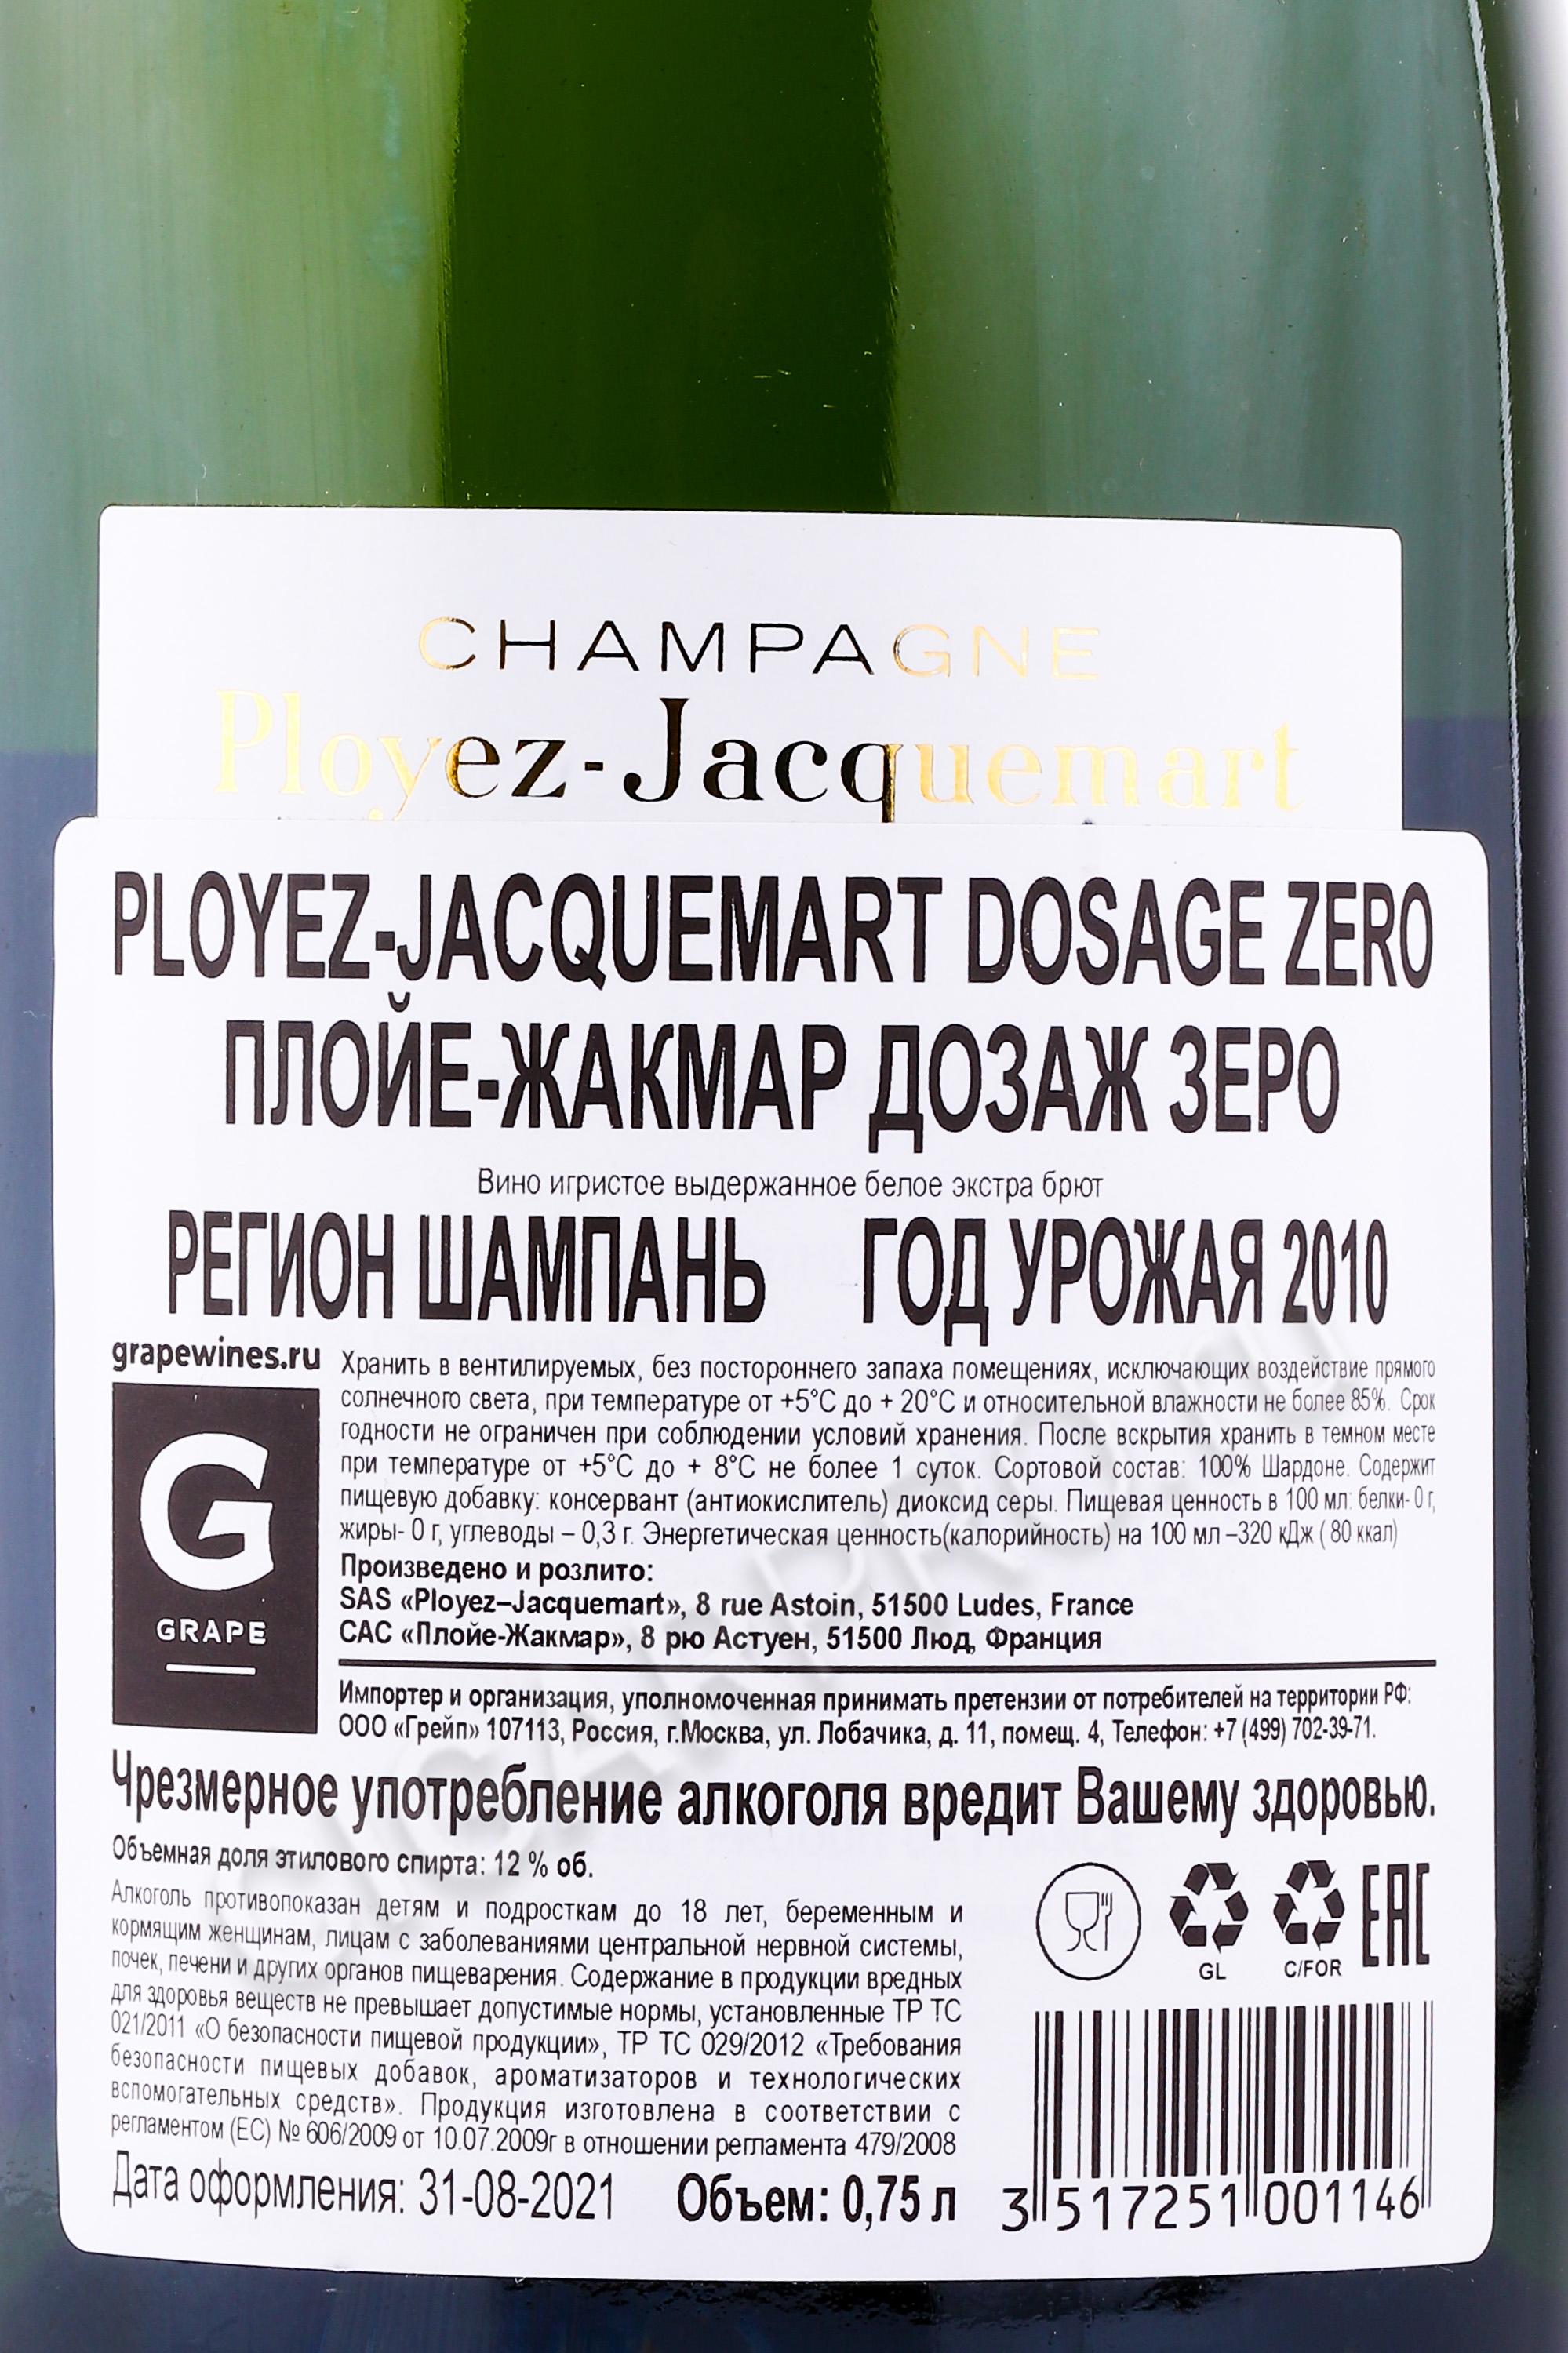 CHAMPAGNE
Ployez-Jacquemart
PLOYEZ-JACQUEMART DOSAGE ZERO
ПЛОЙЕ-ЖАКМАР ДОЗАЖ ЗЕРО
Вино игристое выдержанное белое экстра брют
РЕГИОН ШАМПАНЬ ГОД УРОЖАЯ 2010
grapewines.ru
G
GRAPE
Хранить в вентилируемых, без постороннего запаха помещениях, исключающих воздействие прямого
солнечного света, при температуре от +5°С до + 20°С и относительной влажности не более 85%. Срок
годности не ограничен при соблюдении условий хранения. После вскрытия хранить в темном месте
при температуре от +5°С до + 8°С не более 1 суток. Сортовой состав: 100% Шардоне. Содержит
пищевую добавку: консервант (антиокислитель) диоксид серы. Пищевая ценность в 100 мл: белки- 0 г,
жиры- 0 г, углеводы – 0,3 г. Энергетическая ценность(калорийность) на 100 мл –320 кДж ( 80 ккал)
Произведено и розлито:
SAS «Ployez–Jacquemart», 8 rue Astoin, 51500 Ludes, France
САС «Плойе-Жакмар», 8 рю Астуен, 51500 Люд, Франция
Импортер и организация, уполномоченная принимать претензии от потребителей на территории РФ:
ООО «Грейп» 107113, Россия, г.Москва, ул. Лобачика, д. 11, помещ. 4, Телефон: +7 (499) 702-39-71.
Чрезмерное употребление алкоголя вредит Вашему здоровью.
Объемная доля этилового спирта: 12 % об.
Алкоголь противопоказан детям и подросткам до 18 лет, беременным и
кормящим женщинам, лицам с заболеваниями центральной нервной системы,
почек, печени и других органов пищеварения. Содержание в продукции вредных
для здоровья веществ не превышает допустимые нормы, установленные ТР ТС
021/2011 «О безопасности пищевой продукции», ТР ТС 029/2012 «Требования
безопасности пищевых добавок, ароматизаторов и технологических
вспомогательных средств». Продукция изготовлена в соответствии с
регламентом (ЕС) № 606/2009 от 10.07.2009г в отношении регламента 479/2008
GL C/FOR EAC
Дата оформления: 31-08-2021 Объем: 0,75 л
3 517251 001146